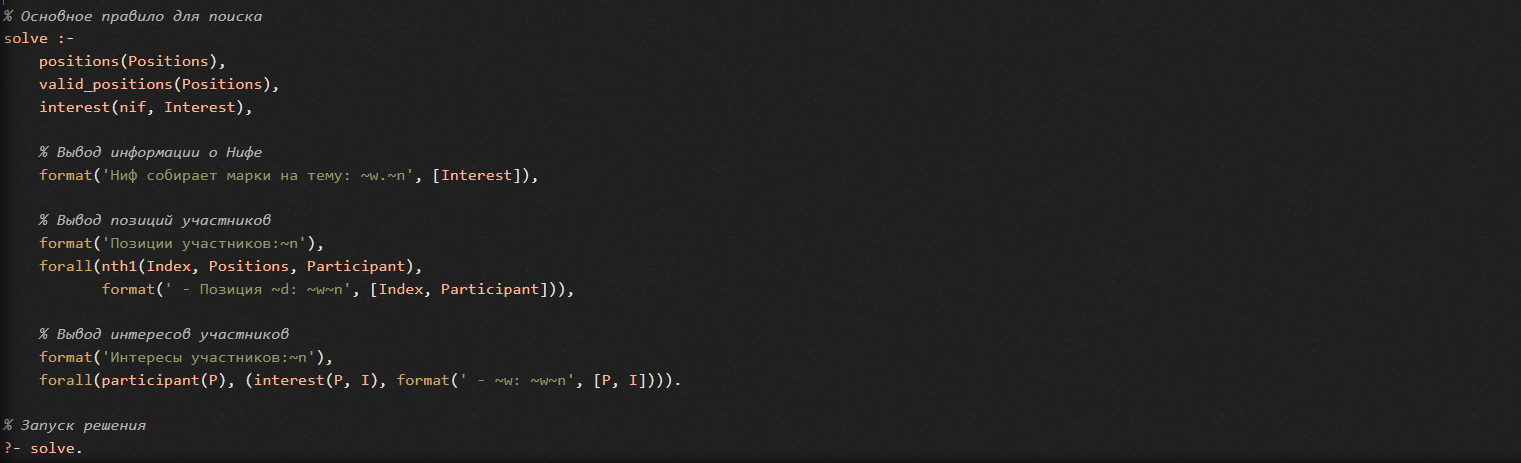 % Основное правило для поиска
solve :-
    positions(Positions),
    valid_positions(Positions),
    interest(nif, Interest),
    % Вывод информации о Нифе
    format('Ниф собирает марки на тему: ~w.~n', [Interest]),
    % Вывод позиций участников
    format('Позиции участников:~n'),
    forall(nth1(Index, Positions, Participant),
           format(' - Позиция ~d: ~w~n', [Index, Participant])),
    % Вывод интересов участников
    format('Интересы участников:~n'),
    forall(participant(P), (interest(P, I), format(' - ~w: ~w~n', [P, I]))).
% Запуск решения
?- solve.